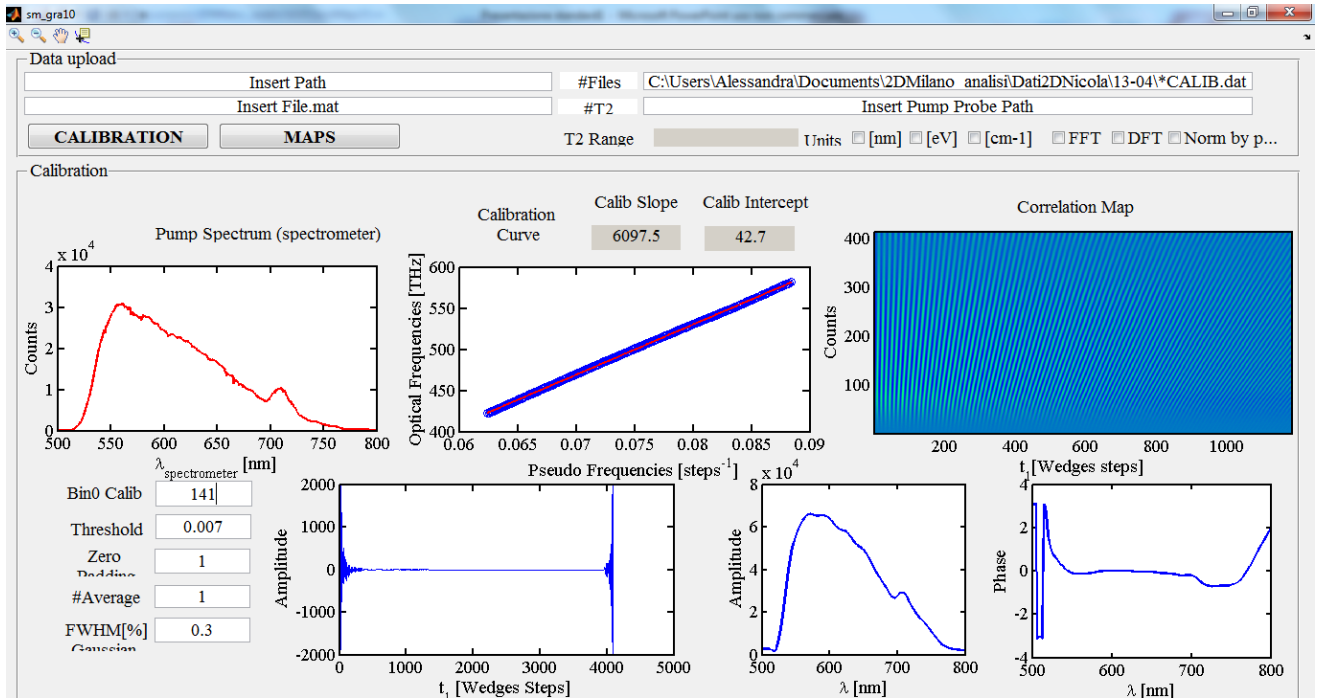 sm_gra10
Data upload
Insert Path
#Files
C:\Users\Alessandra\Documents\2DMilano_analisi\Dati2DNicola\13-04\*CALIB.dat
Insert File.mat
#T2
Insert Pump Probe Path
CALIBRATION
MAPS
T2 Range
Units
[nm]
[eV]
[cm-1]
FFT
DFT
Norm by p...
Calibration
Calibration
Curve
Calib Slope
Calib Intercept
6097.5
42.7
Pump Spectrum (spectrometer)
x 10^4
4
3
2
1
0
Counts
500 550 600 650 700 750 800
λ_spectrometer [nm]
600
550
500
450
400
Optical Frequencies [THz]
0.06 0.065 0.07 0.075 0.08 0.085 0.09
Pseudo Frequencies [steps^-1]
Correlation Map
400
300
200
100
Counts
200 400 600 800 1000
t_1 [Wedges steps]
Bin0 Calib
141
Threshold
0.007
Zero
Padding
1
#Average
1
FWHM[%]
Gaussian
0.3
2000
1000
0
-1000
-2000
Amplitude
0 1000 2000 3000 4000 5000
t_1 [Wedges Steps]
x 10^4
8
6
4
2
0
Amplitude
500 600 700 800
λ [nm]
4
2
0
-2
-4
Phase
500 600 700 800
λ [nm]